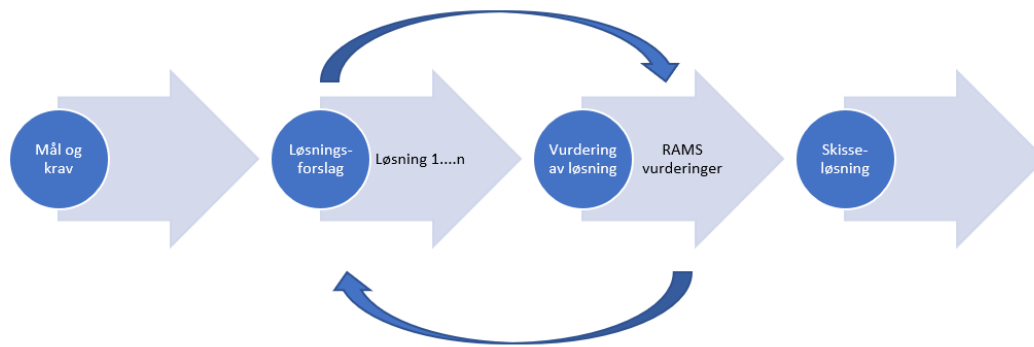 Mål og
krav
Løsnings-
forslag
Løsning 1....n
Vurdering
av løsning
RAMS
vurderinger
Skisse-
løsning